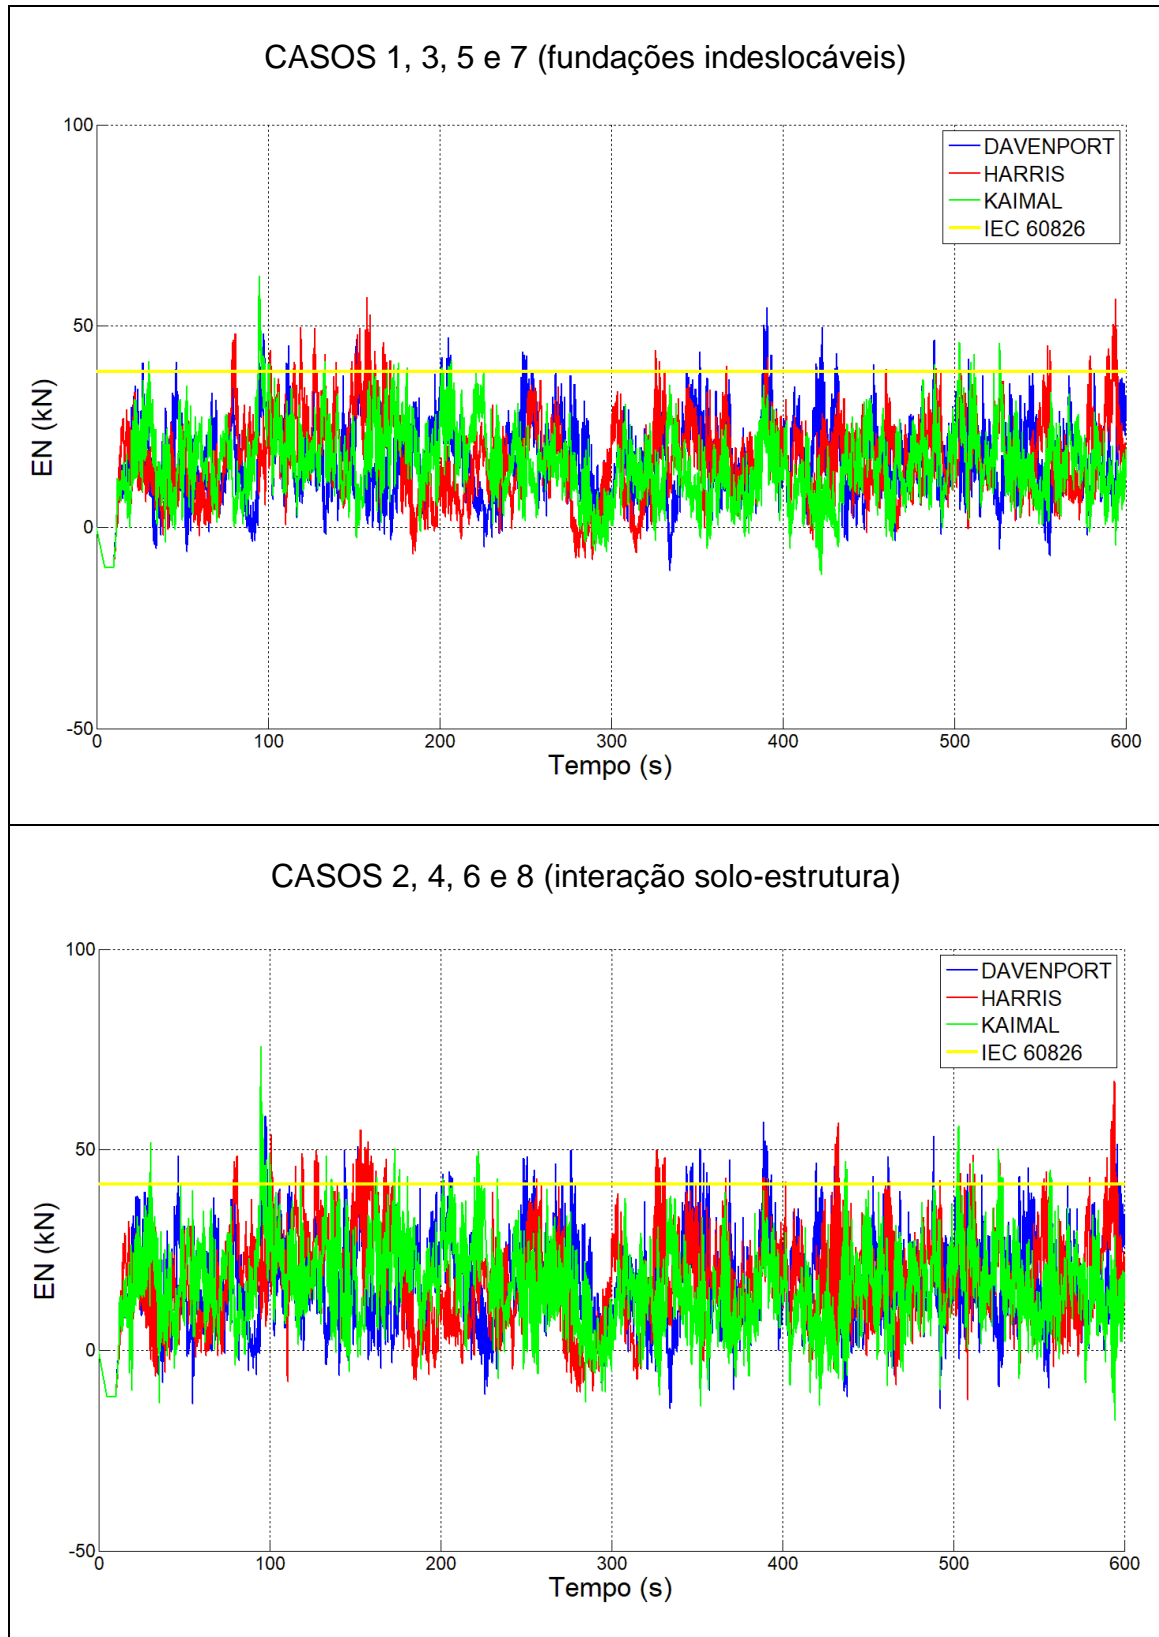 CASOS 1, 3, 5 e 7 (fundações indeslocáveis)
100
DAVENPORT
HARRIS
KAIMAL
IEC 60826
50
EN (kN)
0
-50
0 100 200 300 400 500 600
Tempo (s)
CASOS 2, 4, 6 e 8 (interação solo-estrutura)
100
DAVENPORT
HARRIS
KAIMAL
IEC 60826
50
EN (kN)
0
-50
0 100 200 300 400 500 600
Tempo (s)